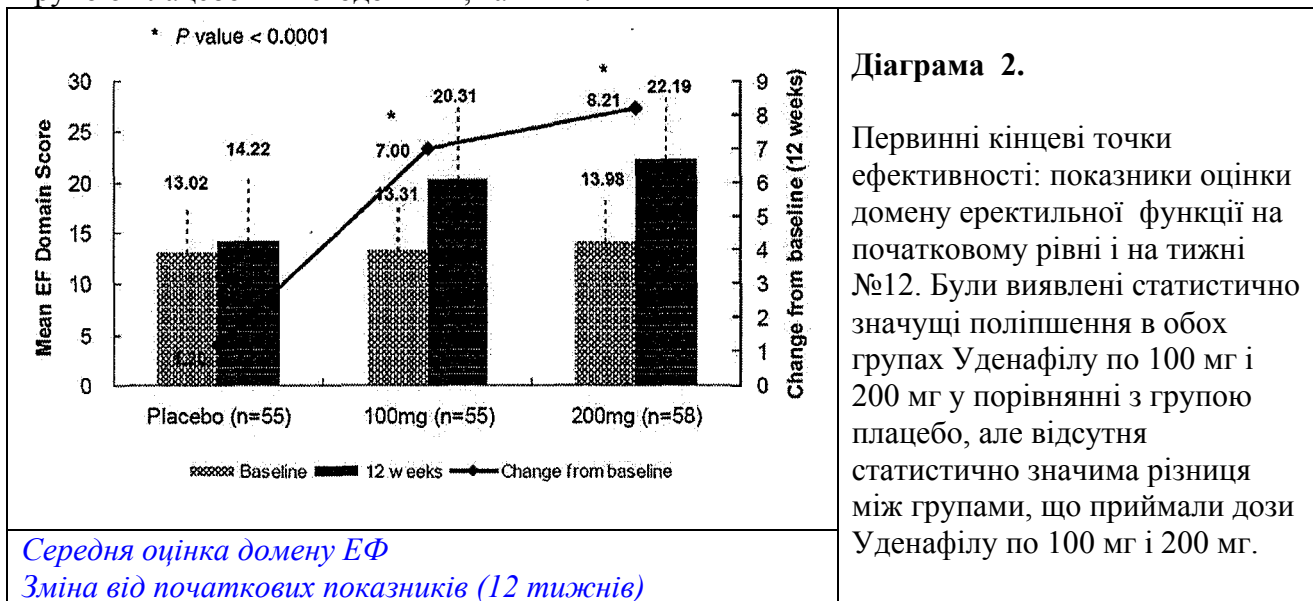 * P value < 0.0001
Mean EF Domain Score
30
25
20
15
10
5
0
13.02
14.22
7.00
*
13.31
20.31
*
8.21
13.98
22.19
9
8
7
6
5
4
3
2
1
0
Change from baseline (12 weeks)
Placebo (n=55)
100mg (n=55)
200mg (n=58)
Baseline
12 weeks
Change from baseline
Середня оцінка домену ЕФ
Зміна від початкових показників (12 тижнів)
Діаграма 2.
Первинні кінцеві точки
ефективності: показники оцінки
домену еректильної функції на
початковому рівні і на тижні
№12. Були виявлені статистично
значущі поліпшення в обох
групах Уденафілу по 100 мг і
200 мг у порівнянні з групою
плацебо, але відсутня
статистично значима різниця
між групами, що приймали дози
Уденафілу по 100 мг і 200 мг.